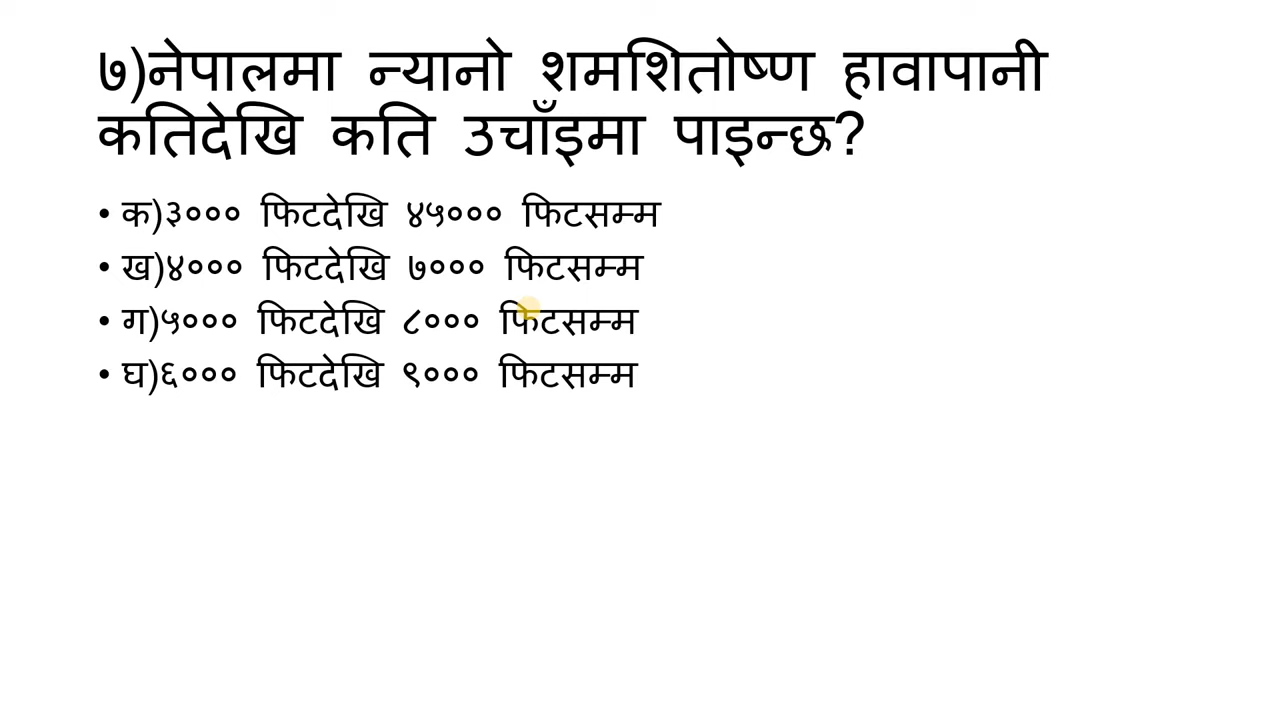 ७)नेपालमा न्यानो शमशितोष्ण हावापानी
कतिदेखि कति उचाँइमा पाइन्छ?
• क)३००० फिटदेखि ४५००० फिटसम्म
• ख)४००० फिटदेखि ७००० फिटसम्म
• ग)५००० फिटदेखि ८००० फिटसम्म
• घ)६००० फिटदेखि ९००० फिटसम्म